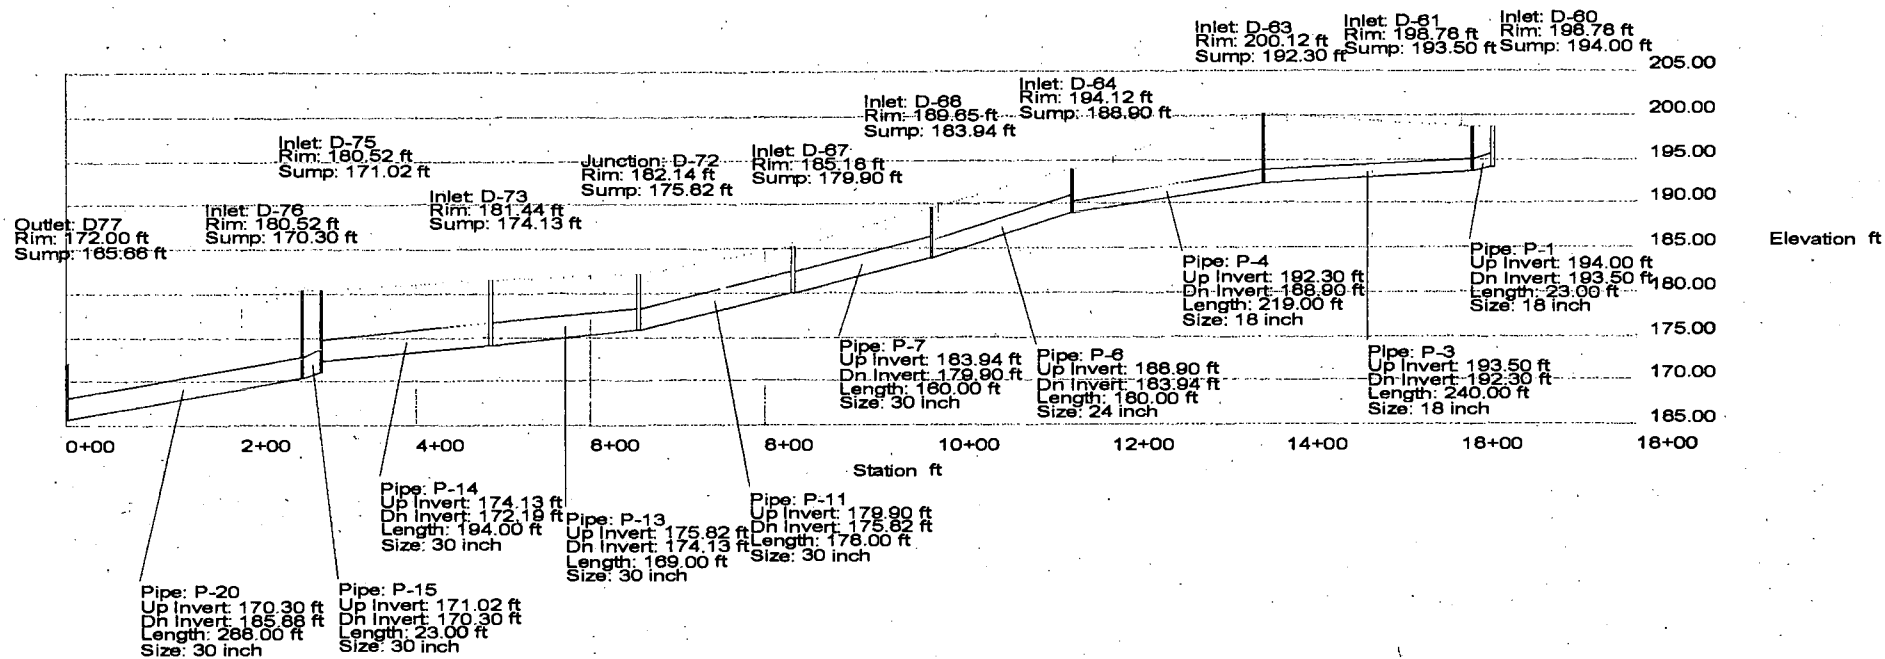 Inlet: D-63
Rim: 200.12 ft
Sump: 192.30 ft
Inlet: D-61
Rim: 198.78 ft
Sump: 193.50 ft
Inlet: D-60
Rim: 198.78 ft
Sump: 194.00 ft
Inlet: D-64
Rim: 194.12 ft
Sump: 188.90 ft
Inlet: D-68
Rim: 189.65 ft
Sump: 183.94 ft
Inlet: D-67
Rim: 185.18 ft
Sump: 179.90 ft
Junction: D-72
Rim: 182.14 ft
Sump: 175.82 ft
Inlet: D-75
Rim: 180.52 ft
Sump: 171.02 ft
Inlet: D-73
Rim: 181.44 ft
Sump: 174.13 ft
Inlet: D-76
Rim: 180.52 ft
Sump: 170.30 ft
Outlet: D77
Rim: 172.00 ft
Sump: 165.66 ft
205.00
200.00
195.00
190.00
185.00
180.00
175.00
170.00
165.00
Elevation ft
Pipe: P-1
Up Invert: 194.00 ft
Dn Invert: 193.50 ft
Length: 23.00 ft
Size: 18 inch
Pipe: P-4
Up Invert: 192.30 ft
Dn Invert: 188.90 ft
Length: 219.00 ft
Size: 18 inch
Pipe: P-7
Up Invert: 183.94 ft
Dn Invert: 179.90 ft
Length: 160.00 ft
Size: 30 inch
Pipe: P-6
Up Invert: 188.90 ft
Dn Invert: 183.94 ft
Length: 160.00 ft
Size: 24 inch
Pipe: P-3
Up Invert: 193.50 ft
Dn Invert: 192.30 ft
Length: 240.00 ft
Size: 18 inch
0+00
2+00
4+00
6+00
8+00
10+00
12+00
14+00
16+00
18+00
Station ft
Pipe: P-14
Up Invert: 174.13 ft
Dn Invert: 172.19 ft
Length: 194.00 ft
Size: 30 inch
Pipe: P-13
Up Invert: 175.82 ft
Dn Invert: 174.13 ft
Length: 169.00 ft
Size: 30 inch
Pipe: P-11
Up Invert: 179.90 ft
Dn Invert: 175.82 ft
Length: 178.00 ft
Size: 30 inch
Pipe: P-20
Up Invert: 170.30 ft
Dn Invert: 165.66 ft
Length: 268.00 ft
Size: 30 inch
Pipe: P-15
Up Invert: 171.02 ft
Dn Invert: 170.30 ft
Length: 23.00 ft
Size: 30 inch